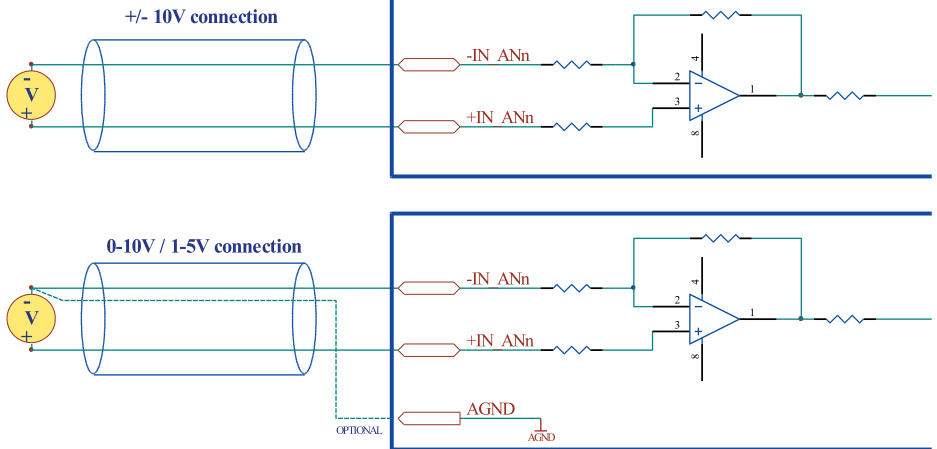 +/- 10V connection
-IN_ANn
+IN_ANn
-
V
+
2
3
4
8
1
-
+
0-10V / 1-5V connection
-IN_ANn
+IN_ANn
-
V
+
2
3
4
8
1
-
+
AGND
OPTIONAL
AGND